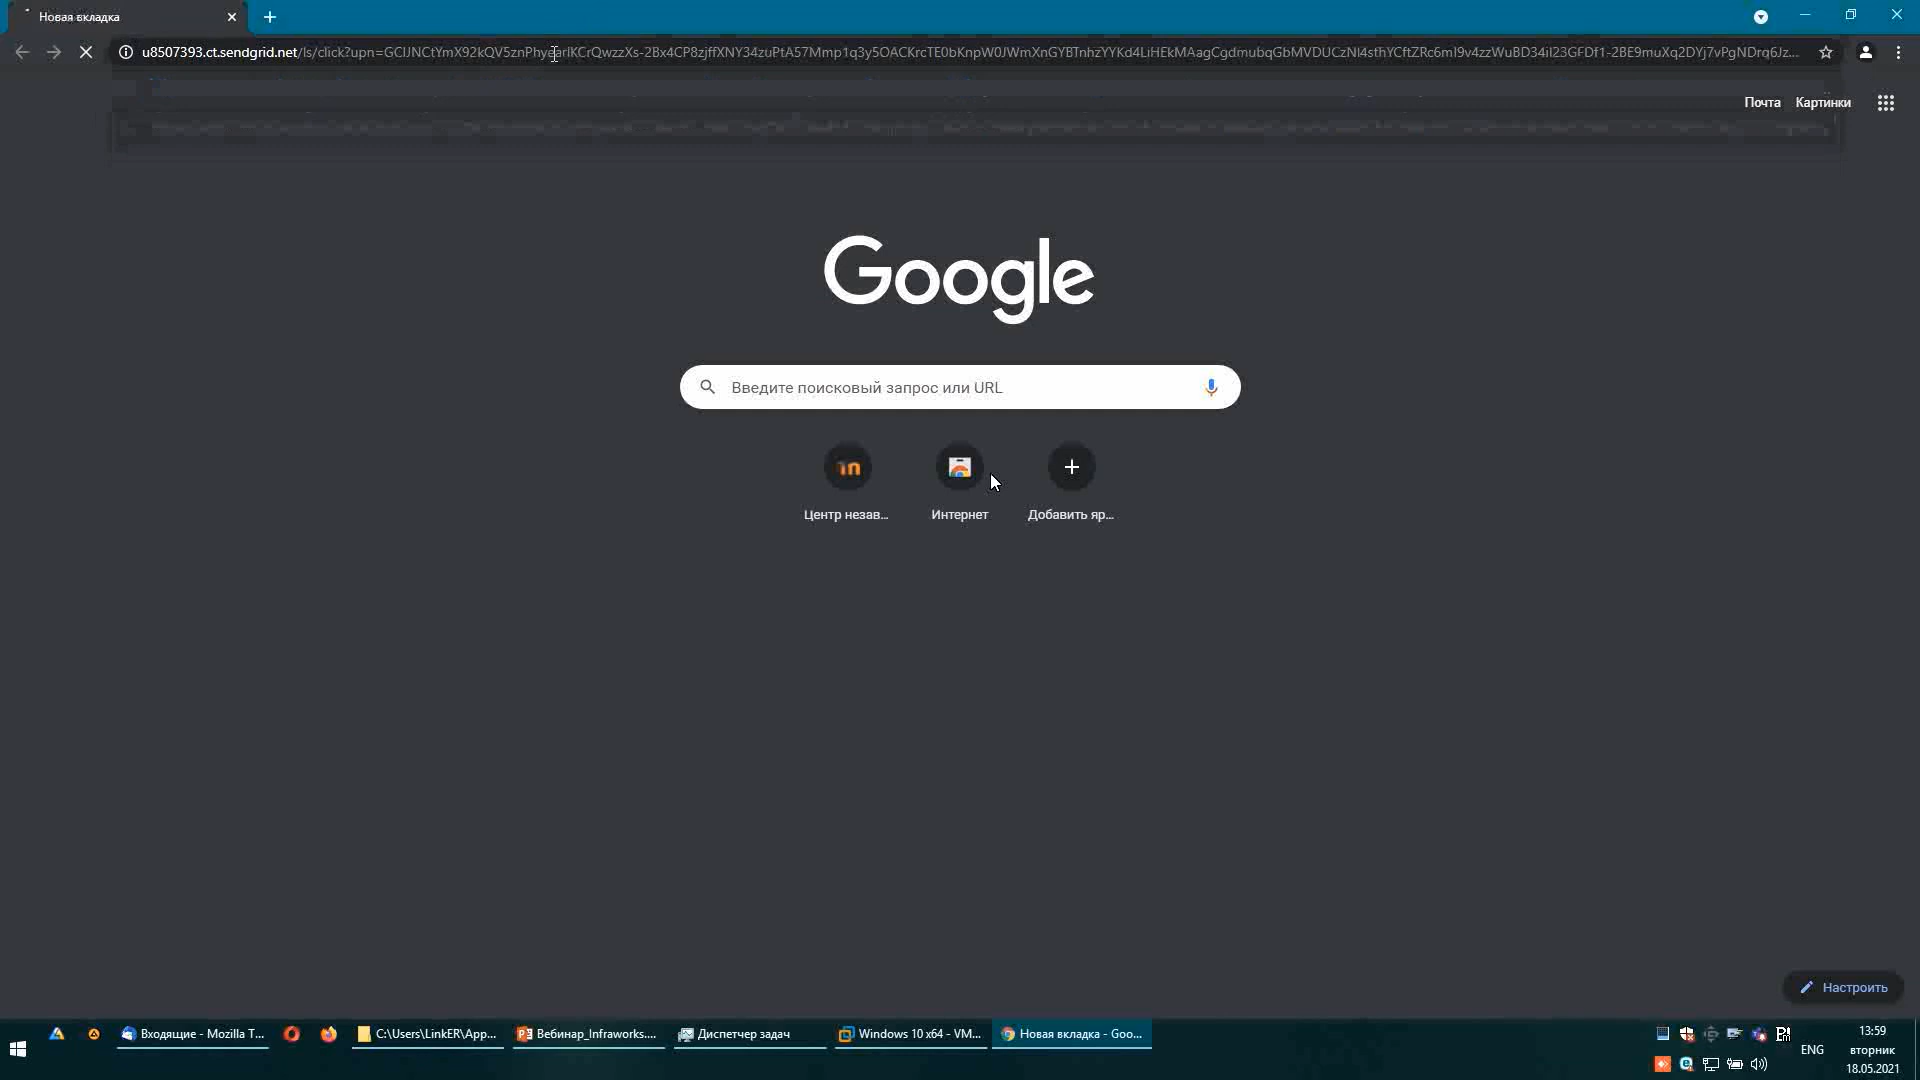 Новая вкладка
u8507393.ct.sendgrid.net/ls/click?upn=
Почта Картинки
Google
Введите поисковый запрос или URL
Центр незав... Интернет Добавить яр...
Настроить
Входящие - Mozilla T... C:\Users\LinkER\App... Вебинар_Infraworks.... Диспетчер задач Windows 10 x64 - VM... Новая вкладка - Goo...
13:59
ENG вторник
18.05.2021